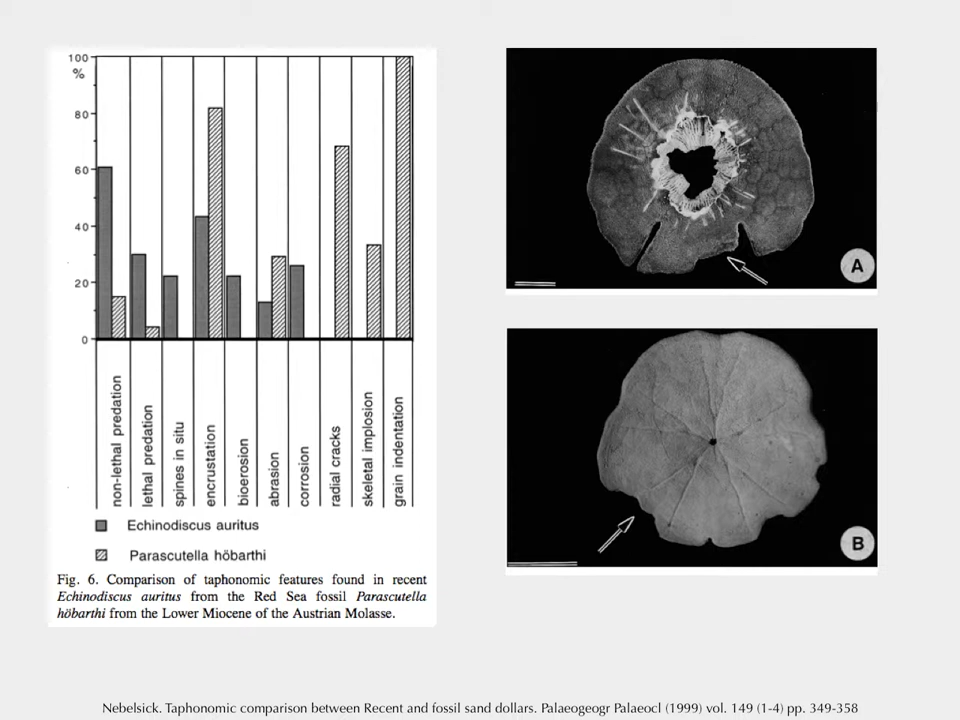 100
%
80
60
40
20
0
non-lethal predation
lethal predation
spines in situ
encrustation
bioerosion
abrasion
corrosion
radial cracks
skeletal implosion
grain indentation
Echinodiscus auritus
Parascutella höbarthi
Fig. 6. Comparison of taphonomic features found in recent
Echinodiscus auritus from the Red Sea fossil Parascutella
höbarthi from the Lower Miocene of the Austrian Molasse.
A
B
Nebelsick. Taphonomic comparison between Recent and fossil sand dollars. Palaeogeogr Palaeocl (1999) vol. 149 (1-4) pp. 349-358